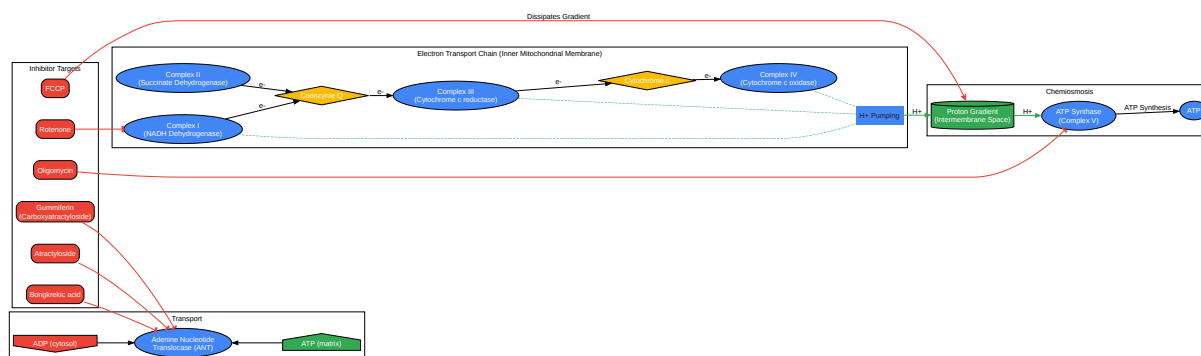 Dissipates Gradient
Electron Transport Chain (Inner Mitochondrial Membrane)
Inhibitor Targets
FCCP
Rotenone
Oligomycin
Gummiferin
(Carboxyatractyloside)
Atractyloside
Bongkrekic acid
Complex II
(Succinate Dehydrogenase)
e-
Complex I
(NADH Dehydrogenase)
e-
Coenzyme Q
e-
Complex III
(Cytochrome c reductase)
e-
Cytochrome c
e-
Complex IV
(Cytochrome c oxidase)
H+ Pumping
H+
Chemiosmosis
Proton Gradient
(Intermembrane Space)
H+
ATP Synthase
(Complex V)
ATP Synthesis
ATP
Transport
ADP (cytosol)
Adenine Nucleotide
Translocase (ANT)
ATP (matrix)